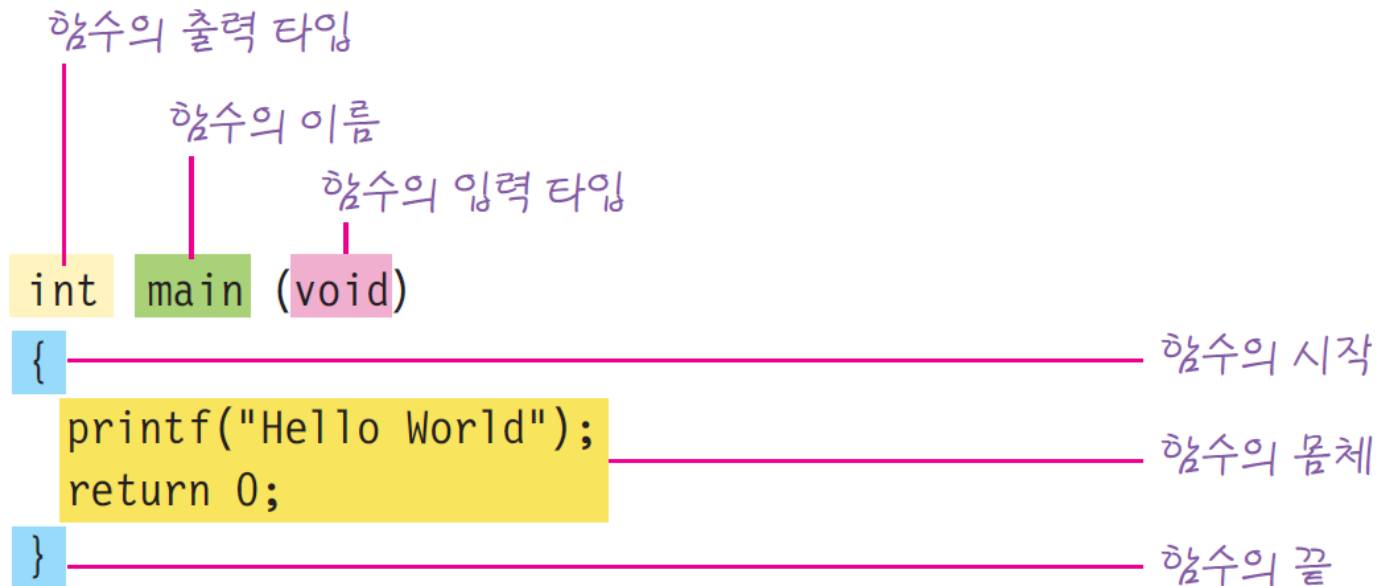 함수의 출력 타입
함수의 이름
함수의 입력 타입
int main (void)
{
함수의 시작
printf("Hello World");
return 0;
함수의 몸체
}
함수의 끝